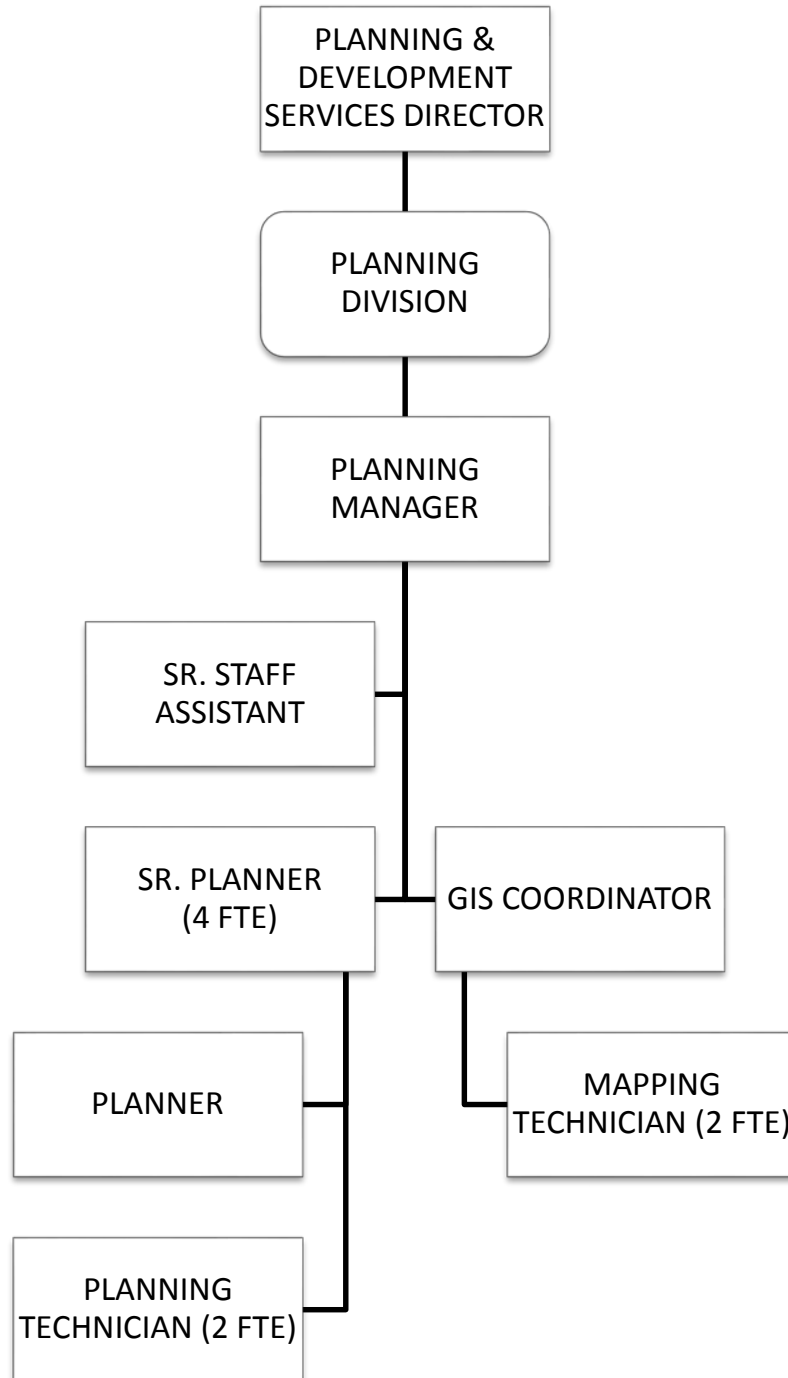 PLANNING &
DEVELOPMENT
SERVICES DIRECTOR
PLANNING
DIVISION
PLANNING
MANAGER
SR. STAFF
ASSISTANT
SR. PLANNER
(4 FTE)
GIS COORDINATOR
PLANNER
MAPPING
TECHNICIAN (2 FTE)
PLANNING
TECHNICIAN (2 FTE)